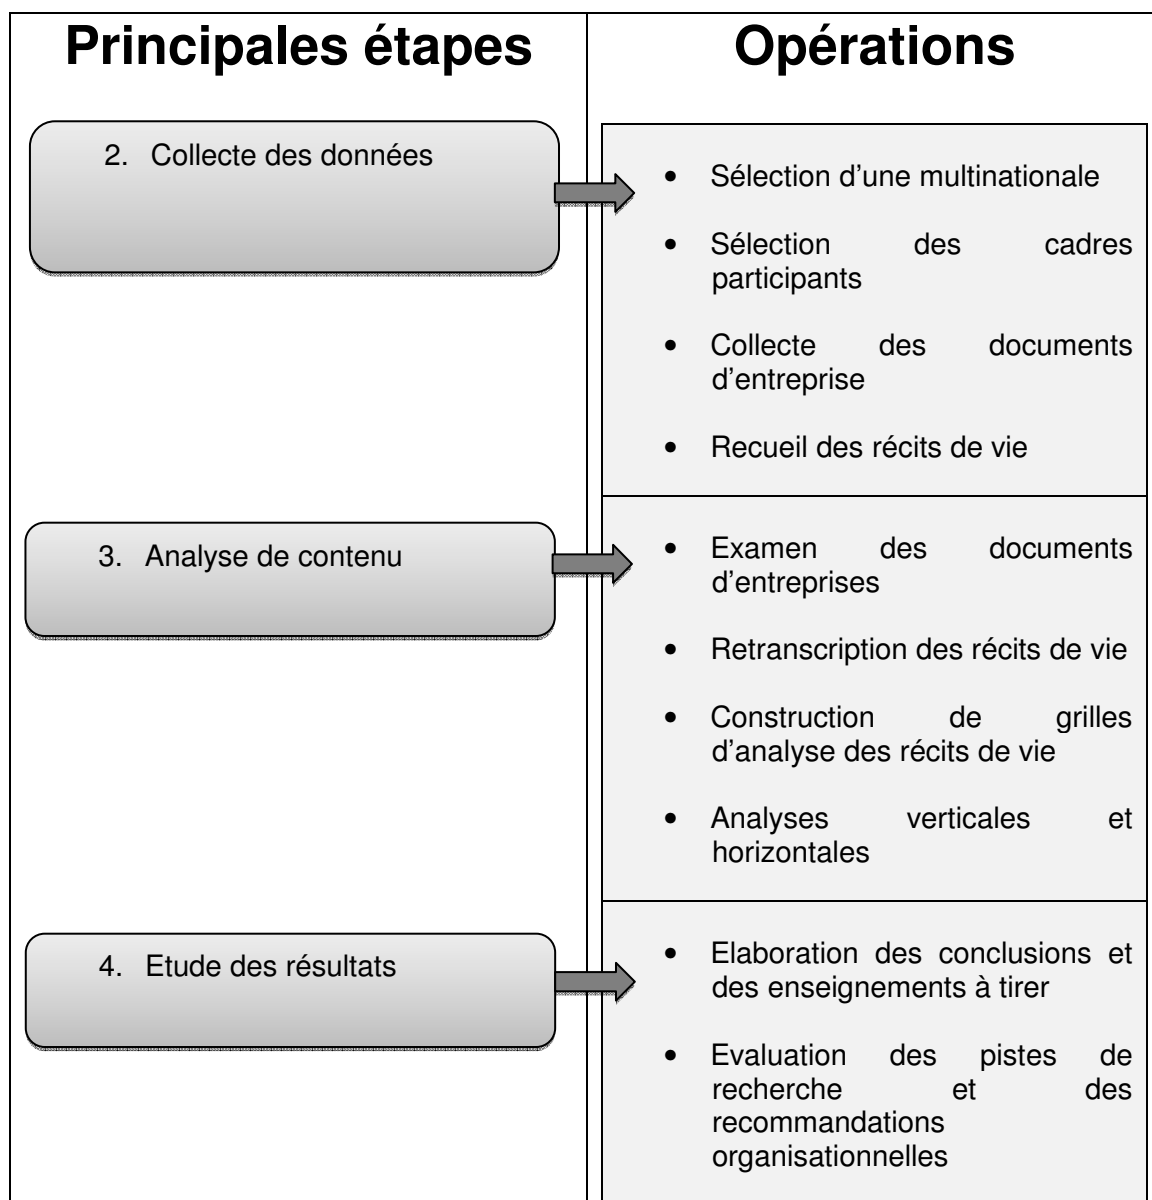 Principales étapes
Opérations
2. Collecte des données
• Sélection d'une multinationale
• Sélection des cadres
participants
• Collecte des documents
d'entreprise
• Recueil des récits de vie
3. Analyse de contenu
• Examen des documents
d'entreprises
• Retranscription des récits de vie
• Construction de grilles
d'analyse des récits de vie
• Analyses verticales et
horizontales
4. Etude des résultats
• Elaboration des conclusions et
des enseignements à tirer
• Evaluation des pistes de
recherche et des
recommandations
organisationnelles